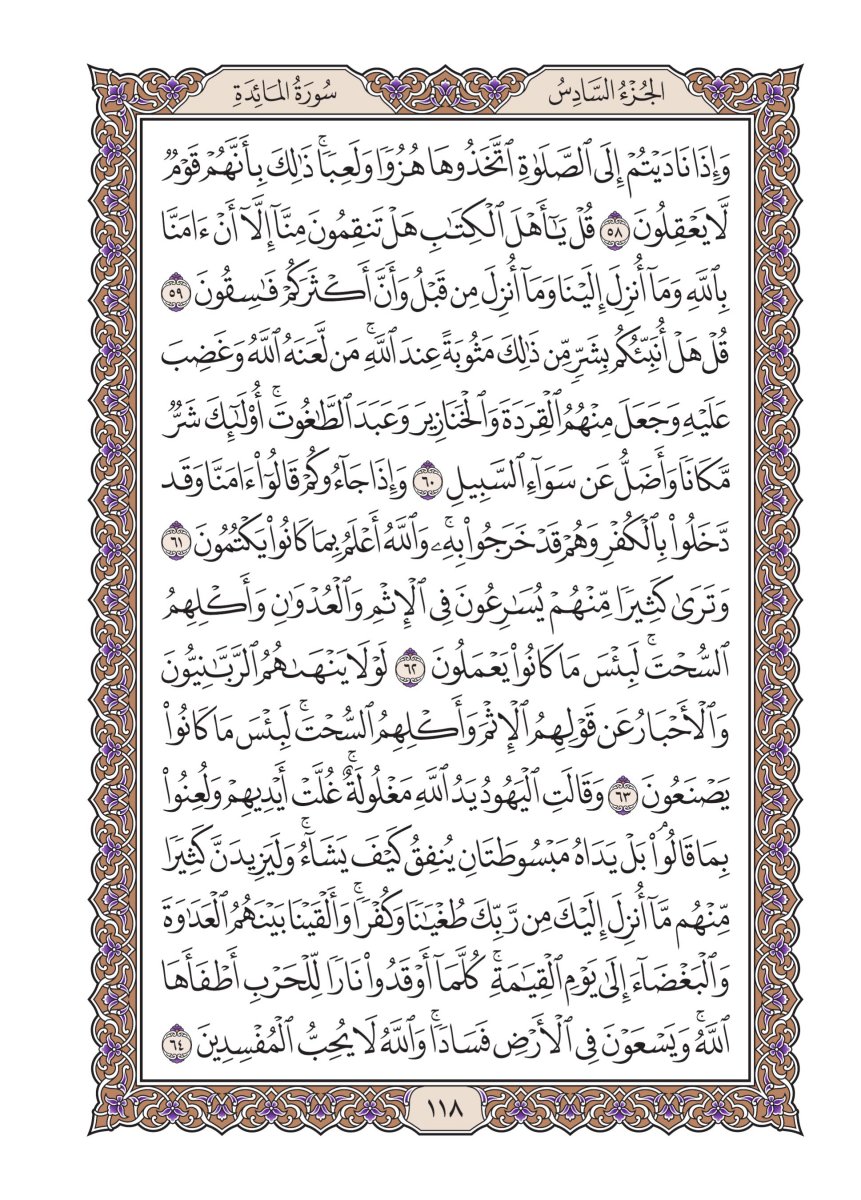 الجُزْءُ السَّادِسُ
سُورَةُ المَائِدَةِ
وَإِذَا نَادَيْتُمْ إِلَى ٱلصَّلَوٰةِ ٱتَّخَذُوهَا هُزُوٗا وَلَعِبٗاۚ ذَٰلِكَ بِأَنَّهُمْ قَوْمٞ
لَّا يَعْقِلُونَ ٥٨ قُلْ يَـٰٓأَهْلَ ٱلْكِتَـٰبِ هَلْ تَنقِمُونَ مِنَّآ إِلَّآ أَنْ ءَامَنَّا
بِٱللَّهِ وَمَآ أُنزِلَ إِلَيْنَا وَمَآ أُنزِلَ مِن قَبْلُ وَأَنَّ أَكْثَرَكُمْ فَـٰسِقُونَ ٥٩
قُلْ هَلْ أُنَبِّئُكُم بِشَرّٖ مِّن ذَٰلِكَ مَثُوبَةً عِندَ ٱللَّهِۚ مَن لَّعَنَهُ ٱللَّهُ وَغَضِبَ
عَلَيْهِ وَجَعَلَ مِنْهُمُ ٱلْقِرَدَةَ وَٱلْخَنَازِيرَ وَعَبَدَ ٱلطَّـٰغُوتَۚ أُو۟لَـٰٓئِكَ شَرّٞ
مَّكَانٗا وَأَضَلُّ عَن سَوَآءِ ٱلسَّبِيلِ ٦٠ وَإِذَا جَآءُوكُمْ قَالُوٓا۟ ءَامَنَّا وَقَد
دَّخَلُوا۟ بِٱلْكُفْرِ وَهُمْ قَدْ خَرَجُوا۟ بِهِۦۚ وَٱللَّهُ أَعْلَمُ بِمَا كَانُوا۟ يَكْتُمُونَ ٦١
وَتَرَىٰ كَثِيرٗا مِّنْهُمْ يُسَـٰرِعُونَ فِي ٱلْإِثْمِ وَٱلْعُدْوَٰنِ وَأَكْلِهِمُ
ٱلسُّحْتَۚ لَبِئْسَ مَا كَانُوا۟ يَعْمَلُونَ ٦٢ لَوْلَا يَنْهَىٰهُمُ ٱلرَّبَّـٰنِيُّونَ
وَٱلْأَحْبَارُ عَن قَوْلِهِمُ ٱلْإِثْمَ وَأَكْلِهِمُ ٱلسُّحْتَۚ لَبِئْسَ مَا كَانُوا۟
يَصْنَعُونَ ٦٣ وَقَالَتِ ٱلْيَهُودُ يَدُ ٱللَّهِ مَغْلُولَةٌۚ غُلَّتْ أَيْدِيهِمْ وَلُعِنُوا۟
بِمَا قَالُوا۟ۘ بَلْ يَدَاهُ مَبْسُوطَتَانِ يُنفِقُ كَيْفَ يَشَآءُۚ وَلَيَزِيدَنَّ كَثِيرٗا
مِّنْهُم مَّآ أُنزِلَ إِلَيْكَ مِن رَّبِّكَ طُغْيَـٰنٗا وَكُفْرٗاۚ وَأَلْقَيْنَا بَيْنَهُمُ ٱلْعَدَٰوَةَ
وَٱلْبَغْضَآءَ إِلَىٰ يَوْمِ ٱلْقِيَـٰمَةِۚ كُلَّمَآ أَوْقَدُوا۟ نَارٗا لِّلْحَرْبِ أَطْفَأَهَا
ٱللَّهُۚ وَيَسْعَوْنَ فِي ٱلْأَرْضِ فَسَادٗاۚ وَٱللَّهُ لَا يُحِبُّ ٱلْمُفْسِدِينَ ٦٤
١١٨